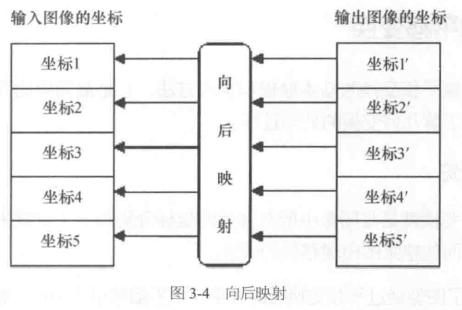 输入图像的坐标 输出图像的坐标
坐标1 坐标1′
坐标2 向 坐标2′
坐标3 后 坐标3′
坐标4 映 坐标4′
坐标5 射 坐标5′
图 3-4 向后映射